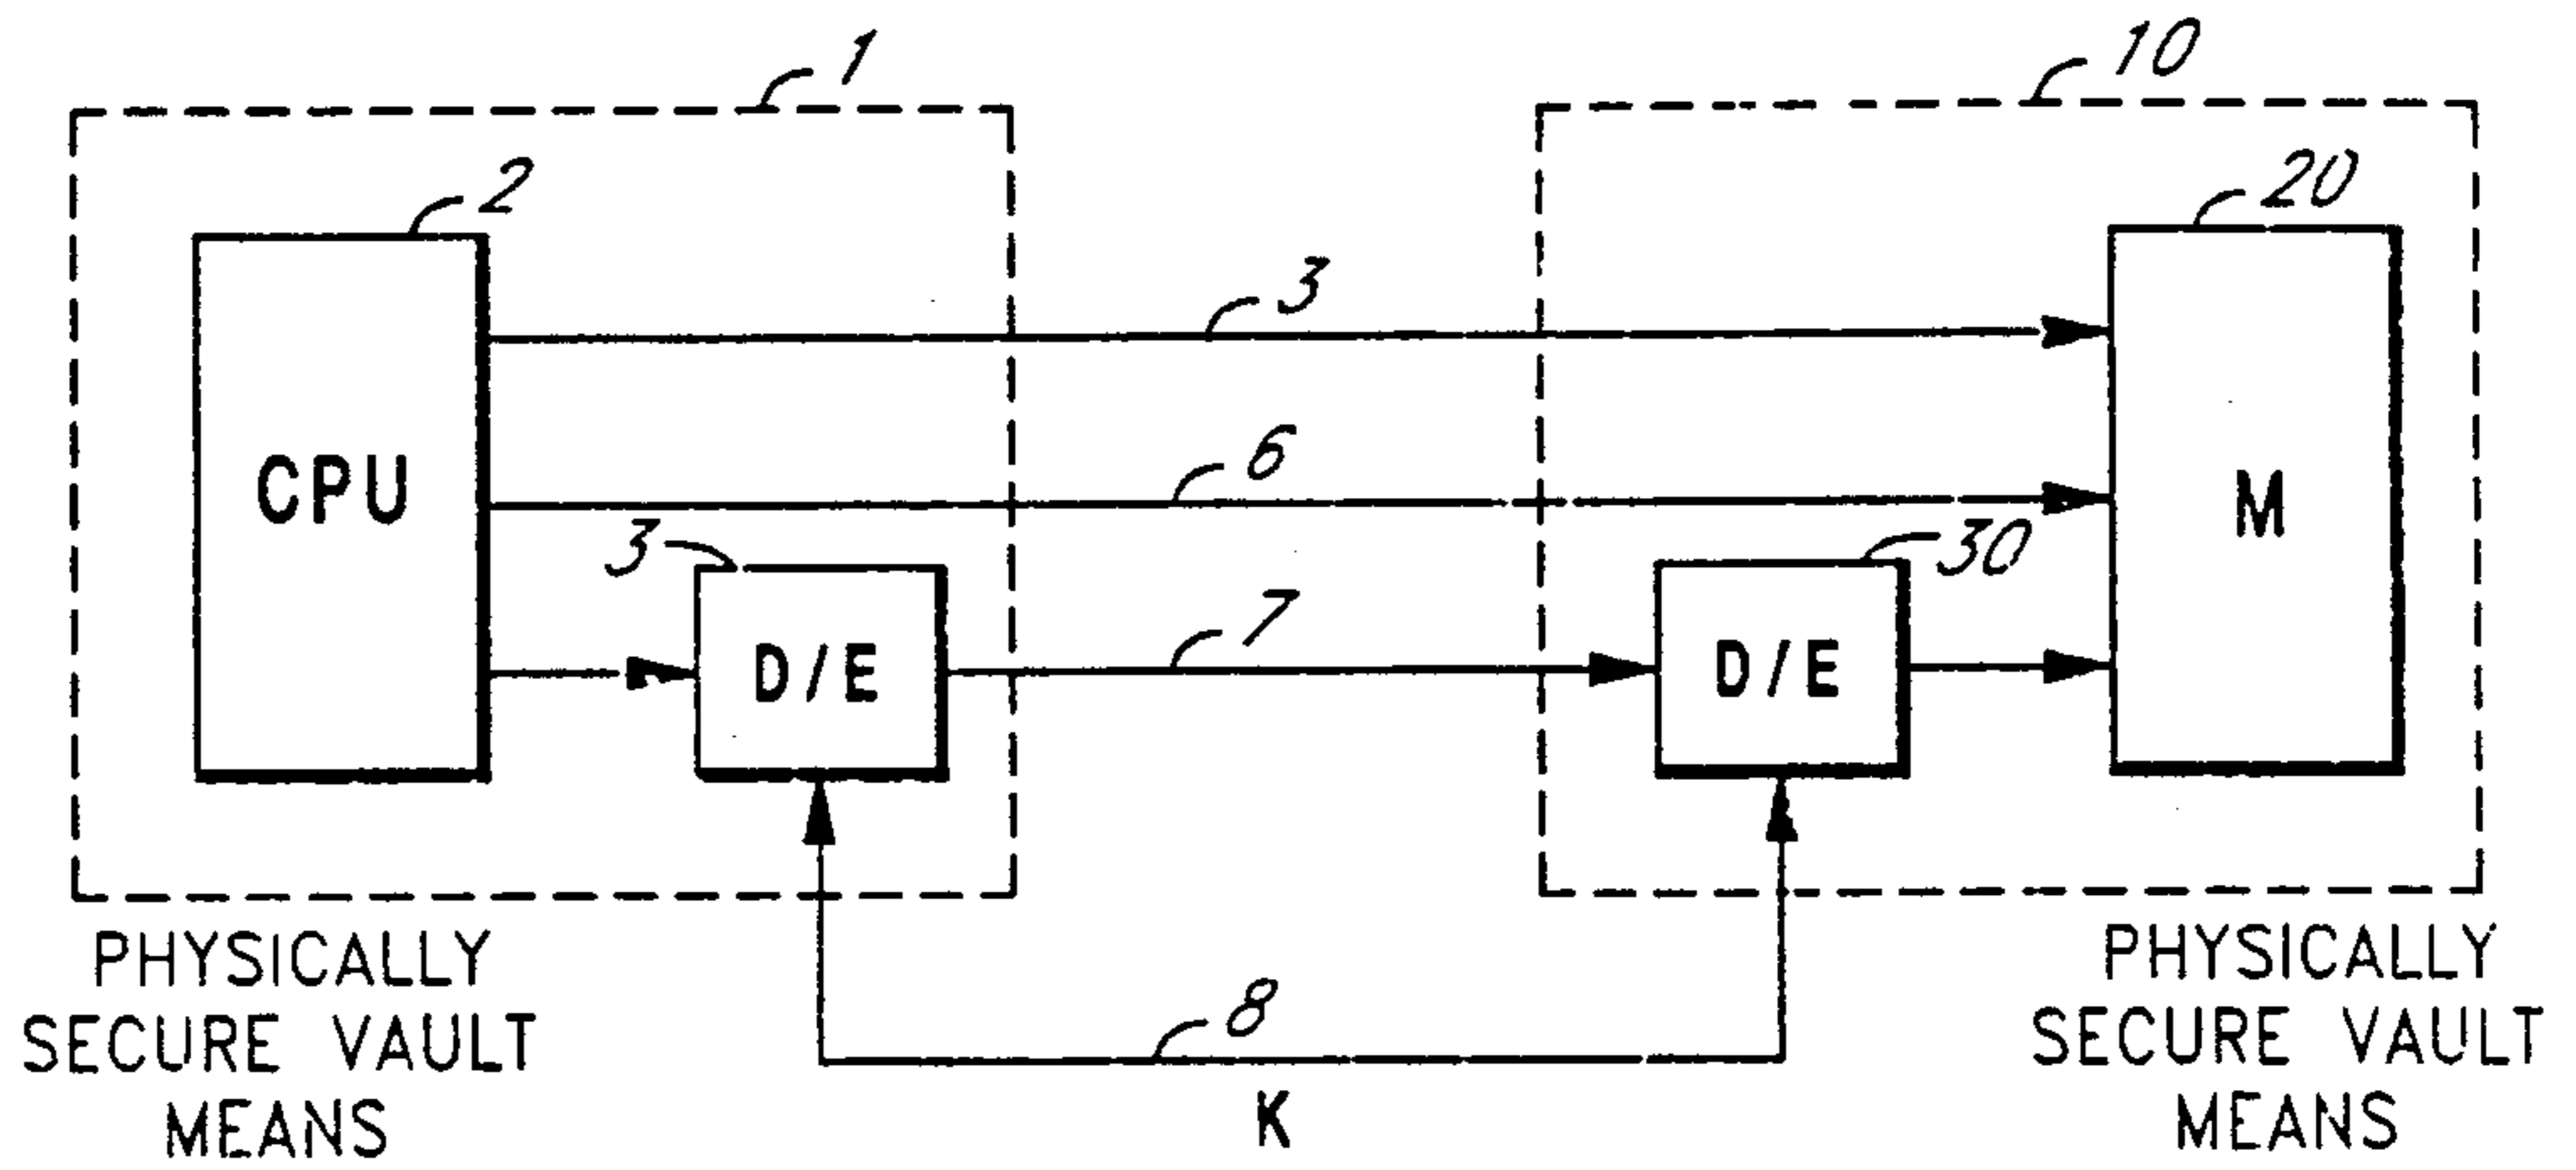 1
10
2
20
3
6
CPU
M
3
30
7
D/E
D/E
PHYSICALLY
SECURE VAULT
MEANS
PHYSICALLY
SECURE VAULT
MEANS
8
K